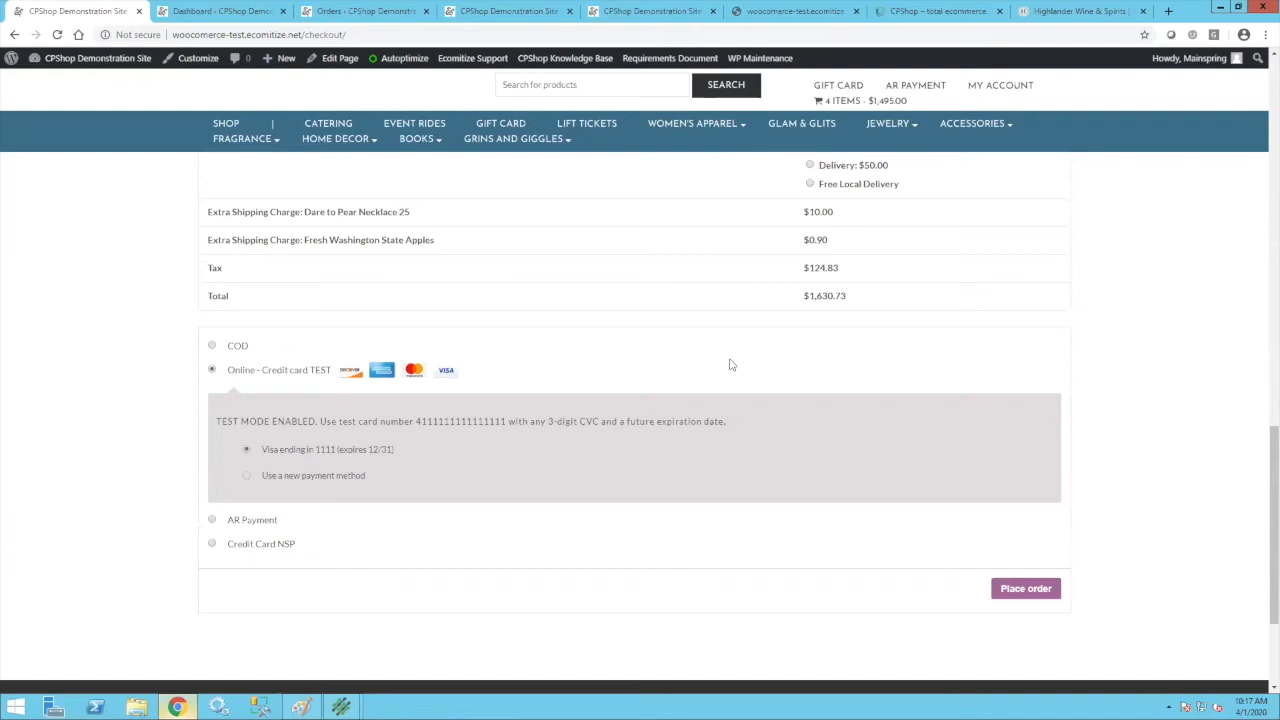 CPShop Demonstration Site
Dashboard ‹ CPShop Demo
Orders ‹ CPShop Demonstra
CPShop Demonstration Site
CPShop Demonstration Site
woocomerce-test.ecomitize
CPShop – total ecommerce
Highlander Wine & Spirits |
Not secure | woocomerce-test.ecomitize.net/checkout/
CPShop Demonstration Site Customize 0 New Edit Page Autoptimize Ecomitize Support CPShop Knowledge Base Requirements Document WP Maintenance Howdy, Mainspring
Search for products SEARCH GIFT CARD AR PAYMENT MY ACCOUNT
4 ITEMS - $1,495.00
SHOP | CATERING EVENT RIDES GIFT CARD LIFT TICKETS WOMEN'S APPAREL GLAM & GLITS JEWELRY ACCESSORIES
FRAGRANCE HOME DECOR BOOKS GRINS AND GIGGLES
Delivery: $50.00
Free Local Delivery
Extra Shipping Charge: Dare to Pear Necklace 25 $10.00
Extra Shipping Charge: Fresh Washington State Apples $0.90
Tax $124.83
Total $1,630.73
COD
Online - Credit card TEST DISCOVER VISA
TEST MODE ENABLED. Use test card number 4111111111111111 with any 3-digit CVC and a future expiration date.
Visa ending in 1111 (expires 12/31)
Use a new payment method
AR Payment
Credit Card NSP
Place order
10:17 AM
4/1/2020